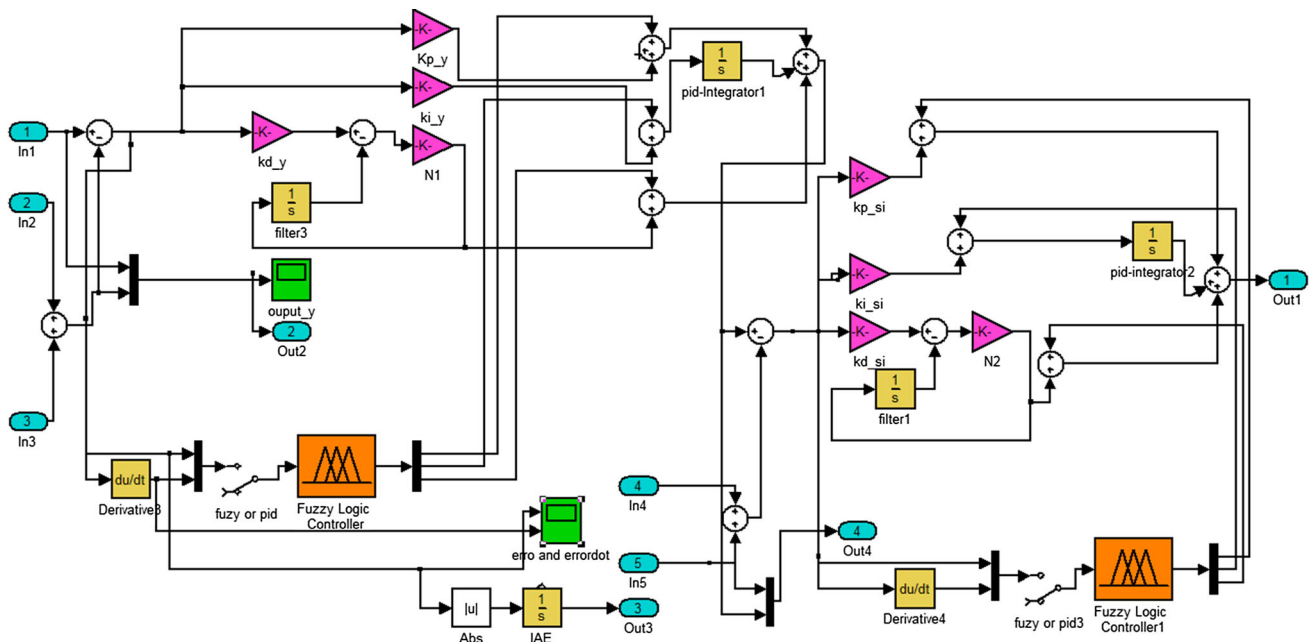 -K-
Kp_y
1
s
pid-Integrator1
-K-
ki_y
1
In1
-K-
kd_y
-K-
N1
1
s
filter3
2
In2
ouput_y
2
Out2
3
In3
-K-
kp_si
1
s
pid-integrator2
-K-
ki_si
1
Out1
-K-
kd_si
-K-
N2
1
s
filter1
du/dt
Derivative3
fuzy or pid
Fuzzy Logic
Controller
erro and errordot
4
In4
5
In5
4
Out4
|u|
Abs
1
s
IAE
3
Out3
du/dt
Derivative4
fuzy or pid3
Fuzzy Logic
Controller1